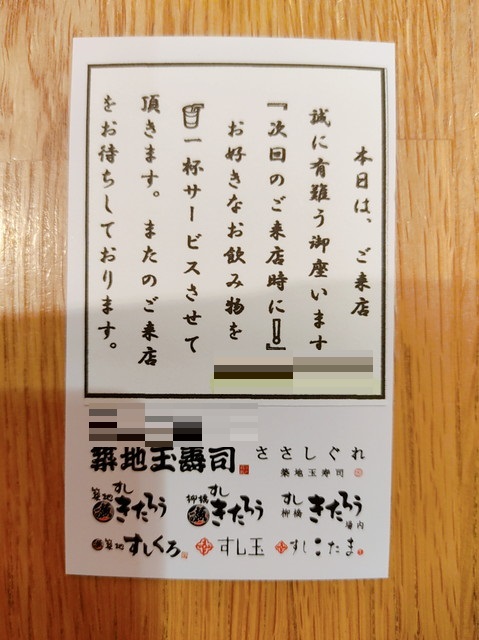 本日は、ご来店
誠に有難う御座います
『次回のご来店時に!』
お好きなお飲み物を
一杯サービスさせて
頂きます。またのご来店
をお待ちしております。
築地玉寿司
ささしぐれ
築地玉寿司
築地 すし きたろう
柳橋 すし きたろう
すし 柳橋 きたろう 場内
築地 すしくろ
すし玉
すしこたま